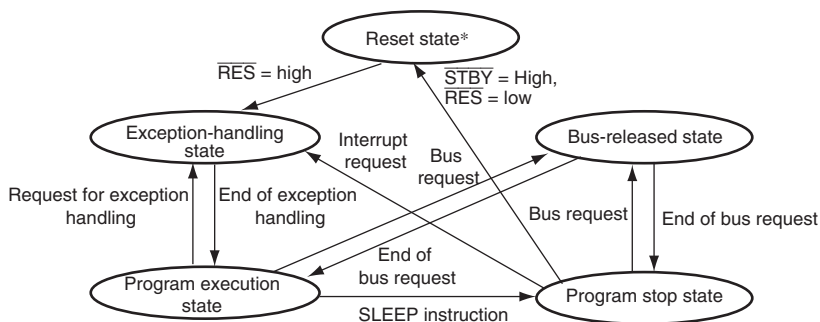 Reset state*
RES = high
STBY = High,
RES = low
Exception-handling
state
Interrupt
request
Bus
request
Bus-released state
Request for exception
handling
End of exception
handling
Bus request
End of bus request
End of
bus request
Program execution
state
SLEEP instruction
Program stop state